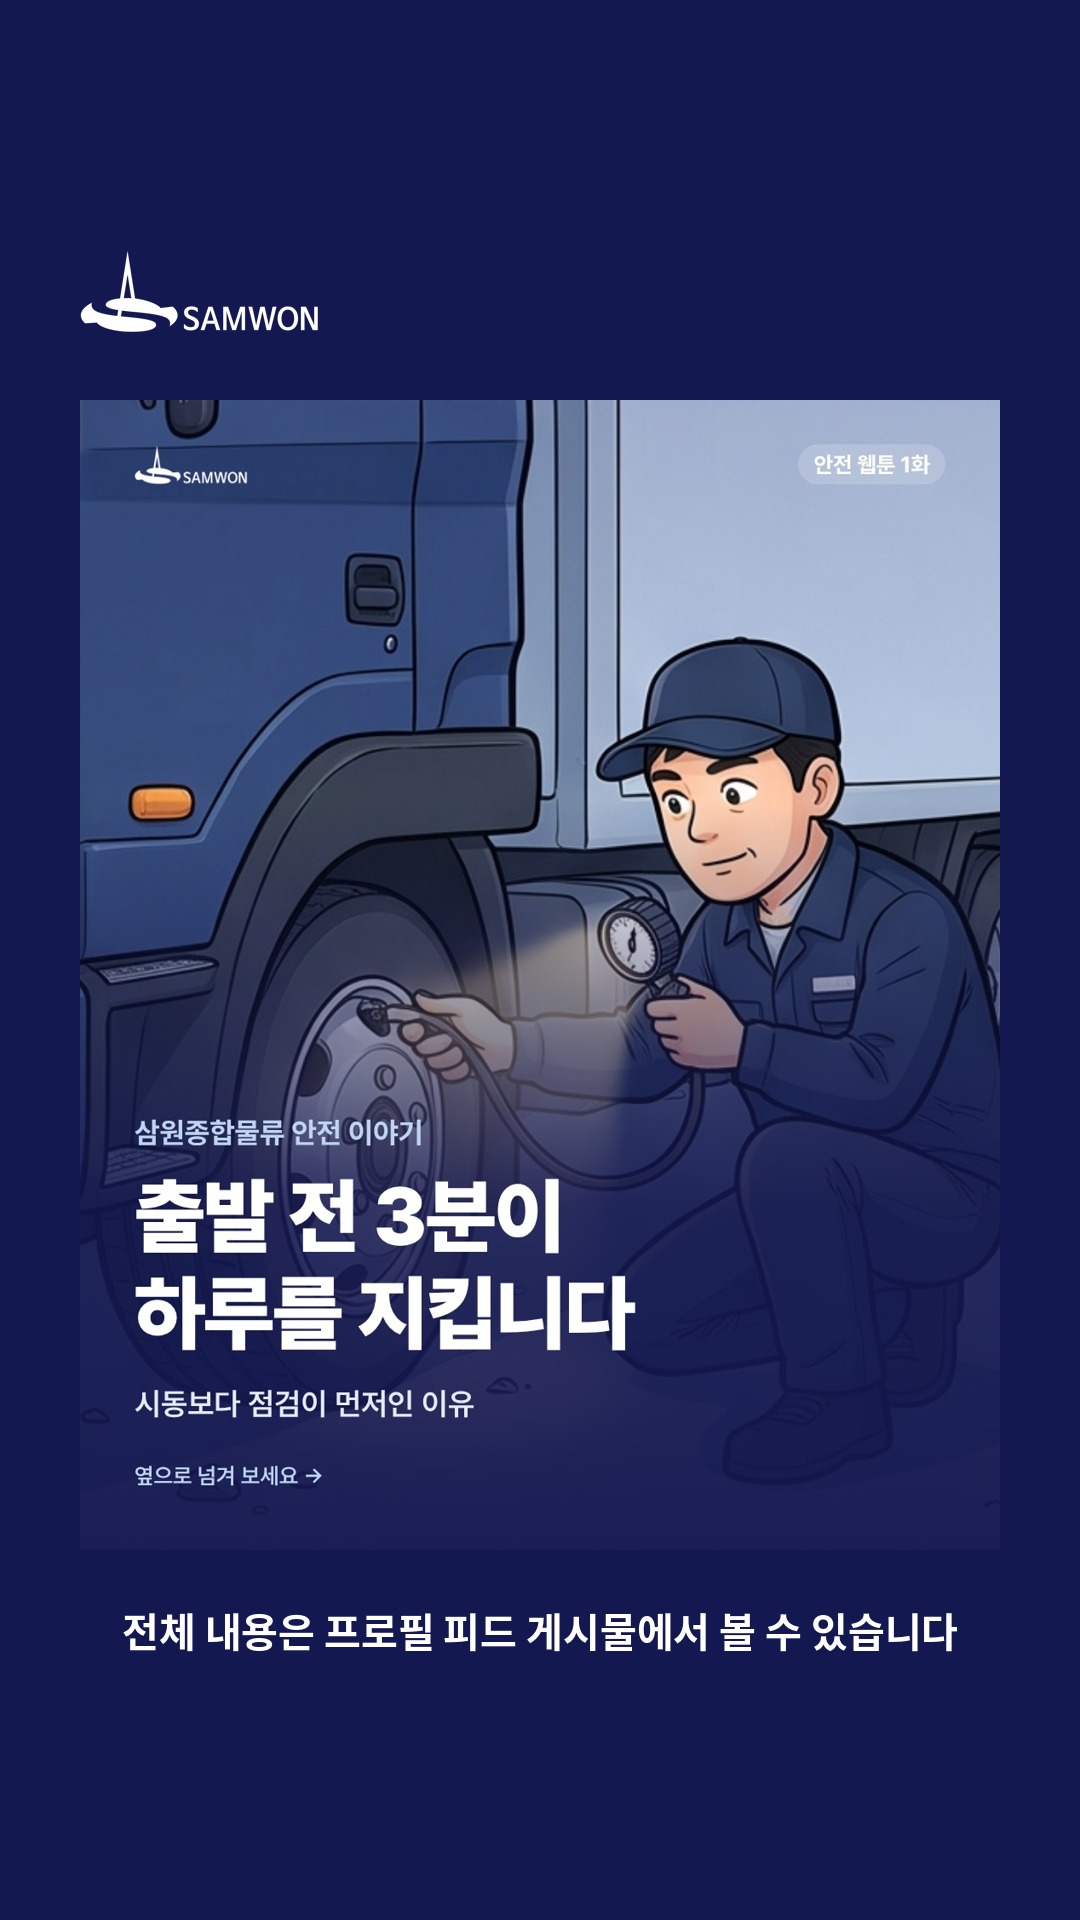 SAMWON
SAMWON
안전 웹툰 1화
삼원종합물류 안전 이야기
출발 전 3분이
하루를 지킵니다
시동보다 점검이 먼저인 이유
옆으로 넘겨 보세요 →
전체 내용은 프로필 피드 게시물에서 볼 수 있습니다